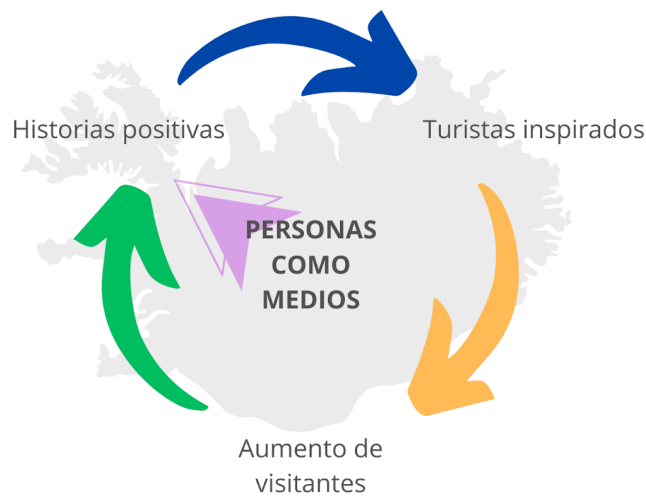 Historias positivas
Turistas inspirados
PERSONAS
COMO
MEDIOS
Aumento de
visitantes